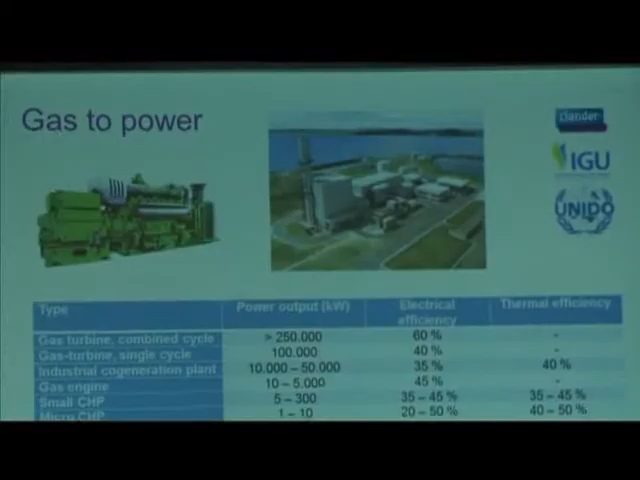 Gas to power
Liander
IGU
UNIDO
Type Power output (kW) Electrical efficiency Thermal efficiency
Gas turbine, combined cycle > 250.000 60 % -
Gas-turbine, single cycle 100.000 40 % -
Industrial cogeneration plant 10.000 – 50.000 35 % 40 %
Gas engine 10 – 5.000 45 % -
Small CHP 5 – 300 35 – 45 % 35 – 45 %
Micro CHP 1 – 10 20 – 50 % 40 – 50 %